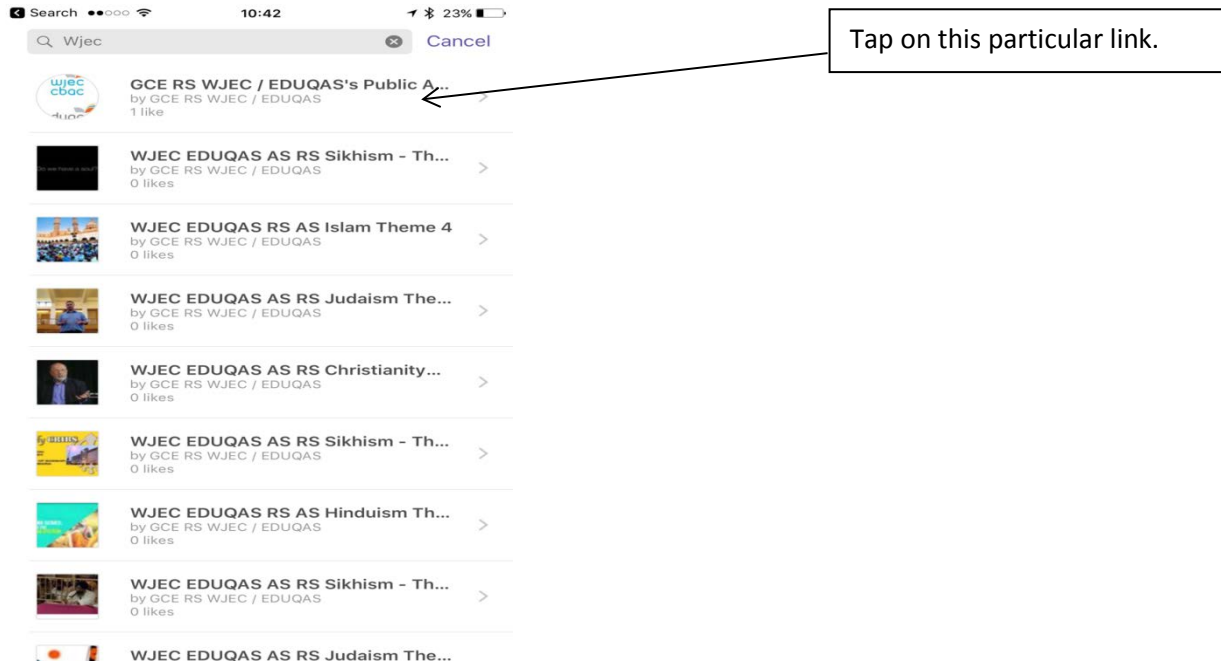 Search 10:42 23%
Wjec Cancel
Tap on this particular link.
wjec
cbac
GCE RS WJEC / EDUQAS's Public A...
by GCE RS WJEC / EDUQAS
1 like
WJEC EDUQAS AS RS Sikhism - Th...
by GCE RS WJEC / EDUQAS
0 likes
WJEC EDUQAS RS AS Islam Theme 4
by GCE RS WJEC / EDUQAS
0 likes
WJEC EDUQAS AS RS Judaism The...
by GCE RS WJEC / EDUQAS
0 likes
WJEC EDUQAS AS RS Christianity...
by GCE RS WJEC / EDUQAS
0 likes
WJEC EDUQAS AS RS Sikhism - Th...
by GCE RS WJEC / EDUQAS
0 likes
WJEC EDUQAS RS AS Hinduism Th...
by GCE RS WJEC / EDUQAS
0 likes
WJEC EDUQAS AS RS Sikhism - Th...
by GCE RS WJEC / EDUQAS
0 likes
WJEC EDUQAS AS RS Judaism The...